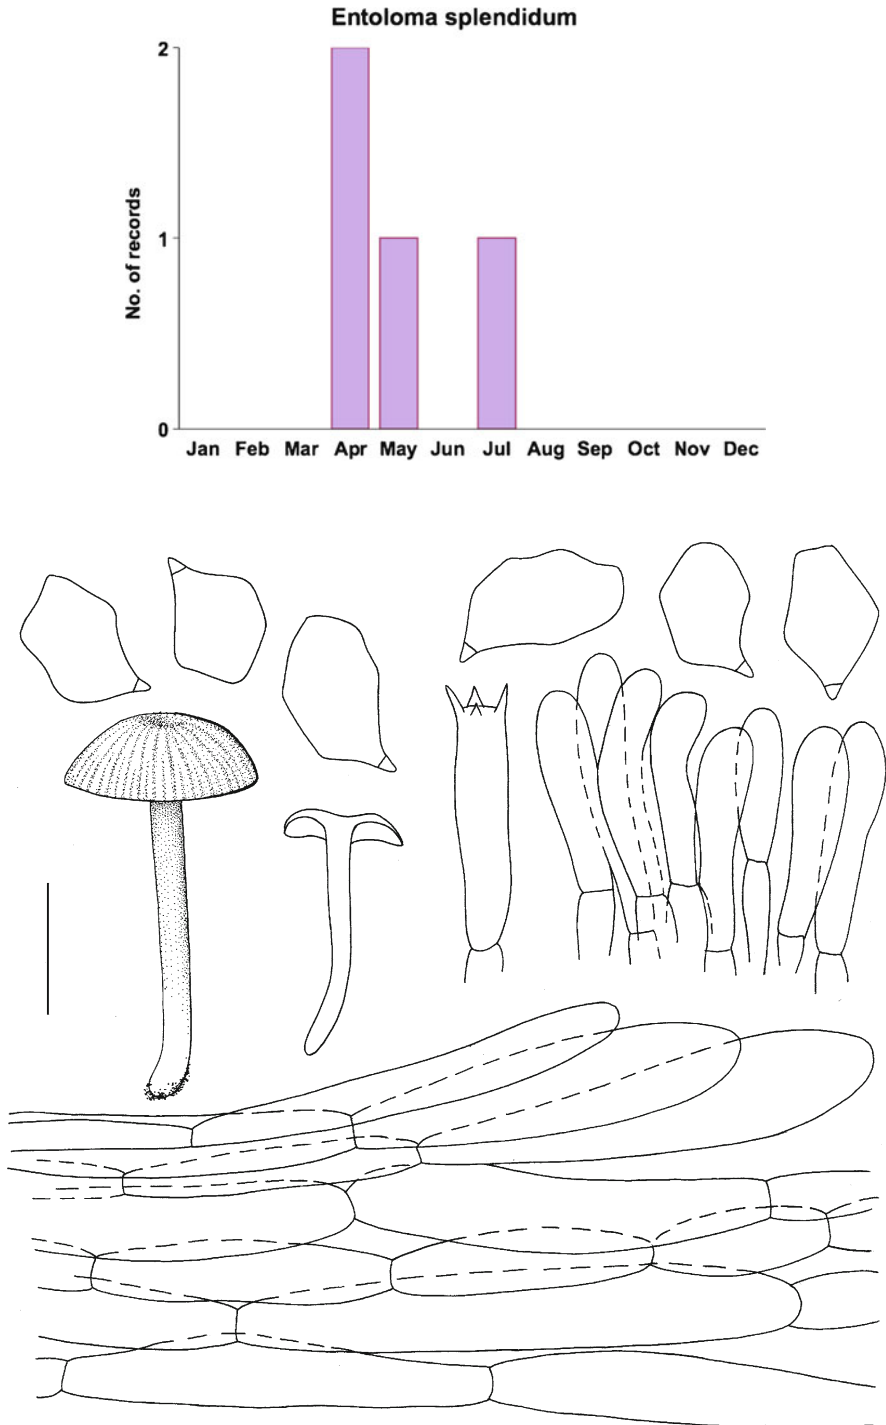 Entoloma splendidum
2
1
0
No. of records
Jan Feb Mar Apr May Jun Jul Aug Sep Oct Nov Dec